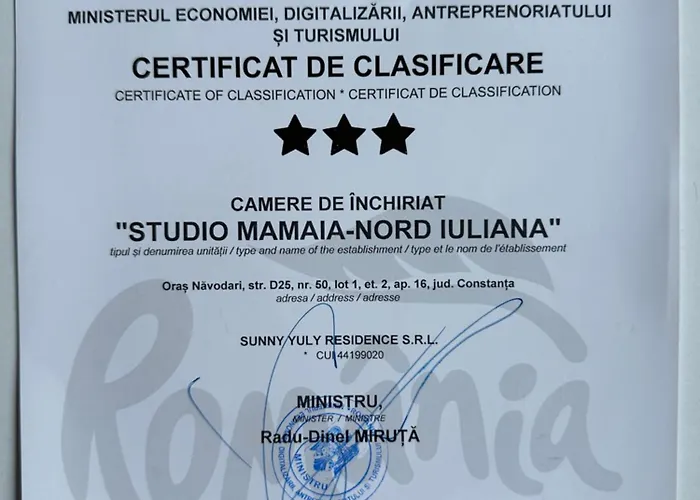 MINISTERUL ECONOMIEI, DIGITALIZĂRII, ANTREPRENORIATULUI
ȘI TURISMULUI
CERTIFICAT DE CLASIFICARE
CERTIFICATE OF CLASSIFICATION * CERTIFICAT DE CLASSIFICATION
CAMERE DE ÎNCHIRIAT
"STUDIO MAMAIA-NORD IULIANA"
tipul și denumirea unității / type and name of the establishment / type et le nom de l'établissement
Oraș Năvodari, str. D25, nr. 50, lot 1, et. 2, ap. 16, jud. Constanța
adresa / address / adresse
SUNNY YULY RESIDENCE S.R.L.
* CUI 44199020
MINISTRU,
MINISTER / MINISTRE
Radu-Dinel MIRUȚĂ
România
MINISTRU